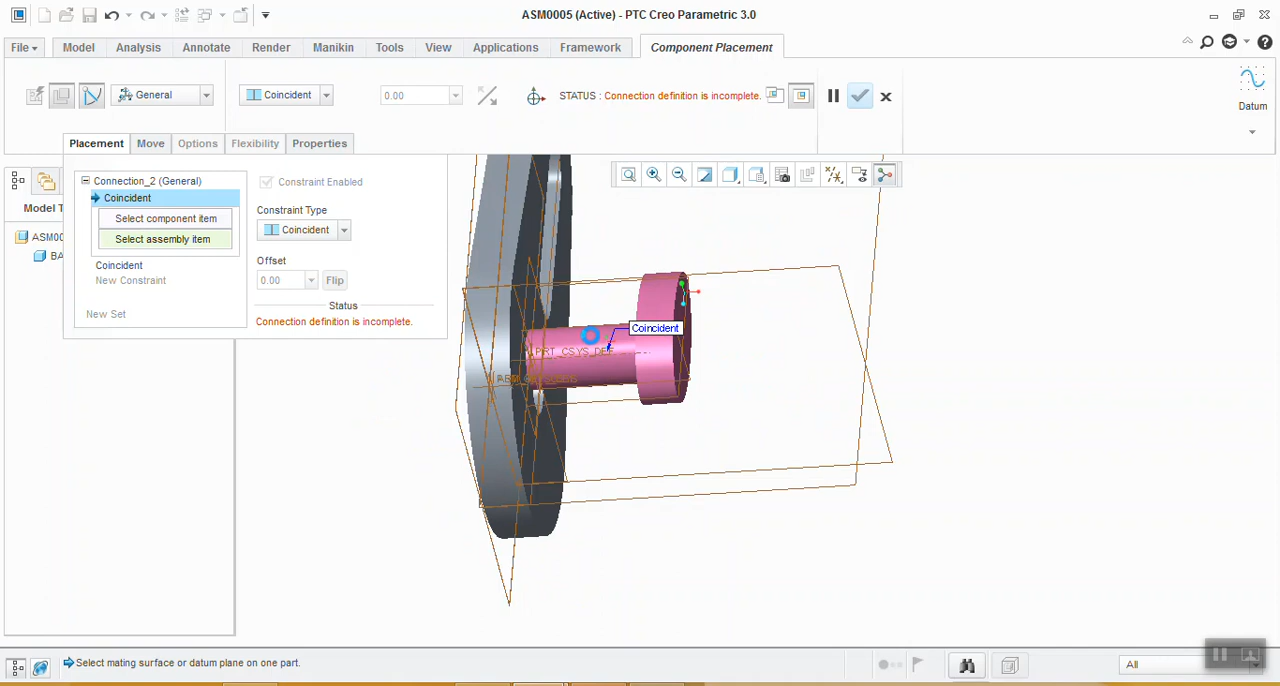 ASM0005 (Active) - PTC Creo Parametric 3.0
File Model Analysis Annotate Render Manikin Tools View Applications Framework Component Placement
General Coincident 0.00 STATUS : Connection definition is incomplete. Datum
Placement Move Options Flexibility Properties
Connection_2 (General)
Coincident
Select component item
Select assembly item
Coincident
New Constraint
New Set
Constraint Enabled
Constraint Type
Coincident
Offset
0.00 Flip
Status
Connection definition is incomplete.
Model T
ASM00
BA
Coincident
PRT_CSYS_DEF
Select mating surface or datum plane on one part.
All